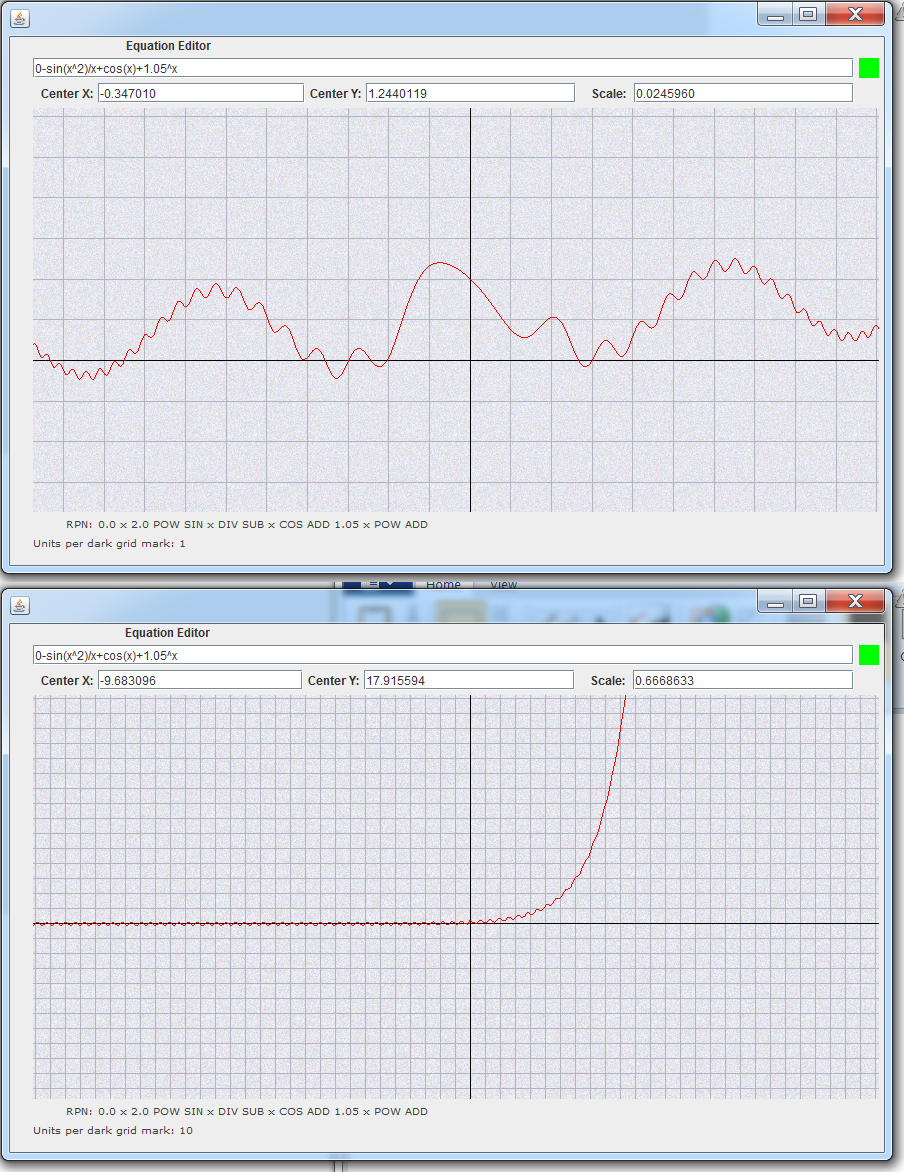 Equation Editor
0-sin(x^2)/x+cos(x)+1.05^x
Center X: -0.347010 Center Y: 1.2440119 Scale: 0.0245960
RPN: 0.0 x 2.0 POW SIN x DIV SUB x COS ADD 1.05 x POW ADD
Units per dark grid mark: 1
Home View
Equation Editor
0-sin(x^2)/x+cos(x)+1.05^x
Center X: -9.683096 Center Y: 17.915594 Scale: 0.6668633
RPN: 0.0 x 2.0 POW SIN x DIV SUB x COS ADD 1.05 x POW ADD
Units per dark grid mark: 10